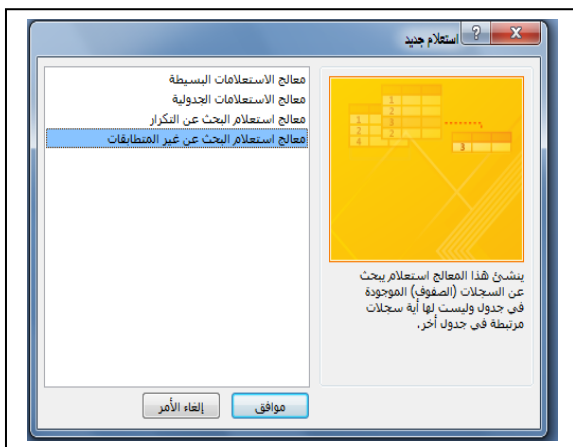 استعلام جديد
معالج الاستعلامات البسيطة
معالج الاستعلامات الجدولية
معالج استعلام البحث عن التكرار
معالج استعلام البحث عن غير المتطابقات
ينشئ هذا المعالج استعلام يبحث
عن السجلات (الصفوف) الموجودة
في جدول وليست لها أية سجلات
مرتبطة في جدول أخر.
موافق
إلغاء الأمر